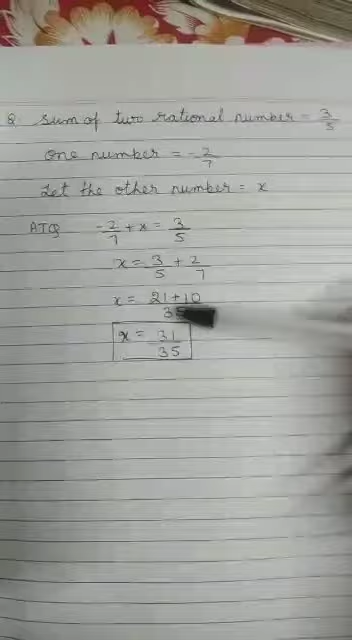 Q. Sum of two rational number = 3/5
One number = -2/7
Let the other number = x
ATQ -2/7 + x = 3/5
x = 3/5 + 2/7
x = 21+10/35
x = 31/35